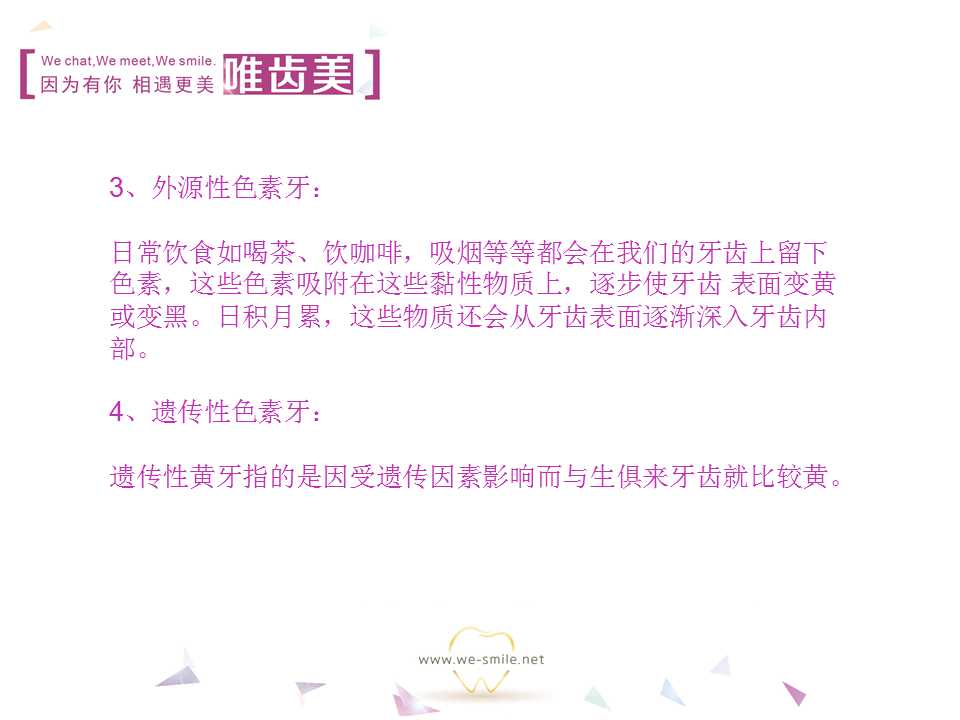 We chat,We meet,We smile.
因为有你 相遇更美
唯齿美
3、外源性色素牙：
日常饮食如喝茶、饮咖啡，吸烟等等都会在我们的牙齿上留下
色素，这些色素吸附在这些黏性物质上，逐步使牙齿 表面变黄
或变黑。日积月累，这些物质还会从牙齿表面逐渐深入牙齿内
部。
4、遗传性色素牙：
遗传性黄牙指的是因受遗传因素影响而与生俱来牙齿就比较黄。
www.we-smile.net